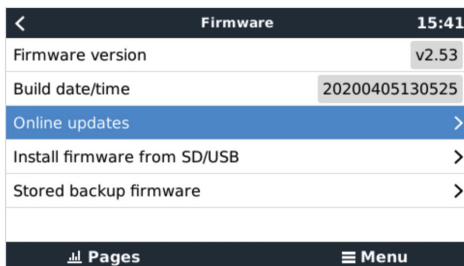 Firmware 15:41
Firmware version v2.53
Build date/time 20200405130525
Online updates
Install firmware from SD/USB
Stored backup firmware
Pages Menu